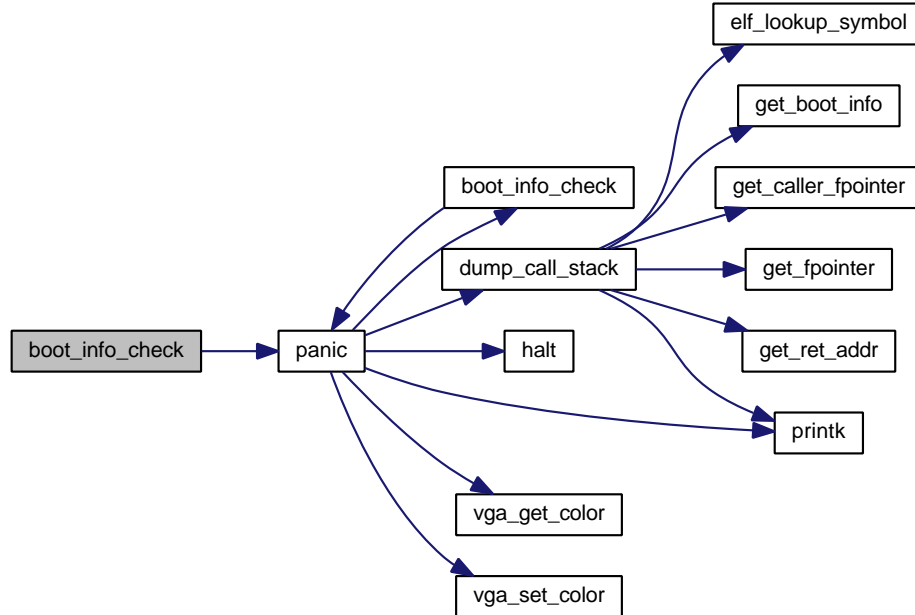 elf_lookup_symbol
get_boot_info
boot_info_check
get_caller_fpointer
dump_call_stack
get_fpointer
boot_info_check
panic
halt
get_ret_addr
printk
vga_get_color
vga_set_color